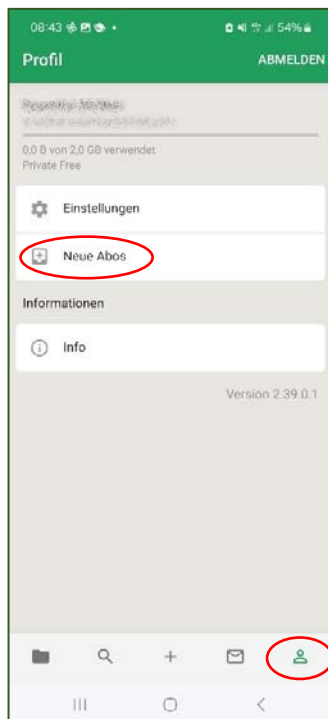 08:43
54%
Profil
ABMELDEN
0,0 B von 2,0 GB verwendet
Private Free
Einstellungen
Neue Abos
Informationen
Info
Version 2.39.0.1